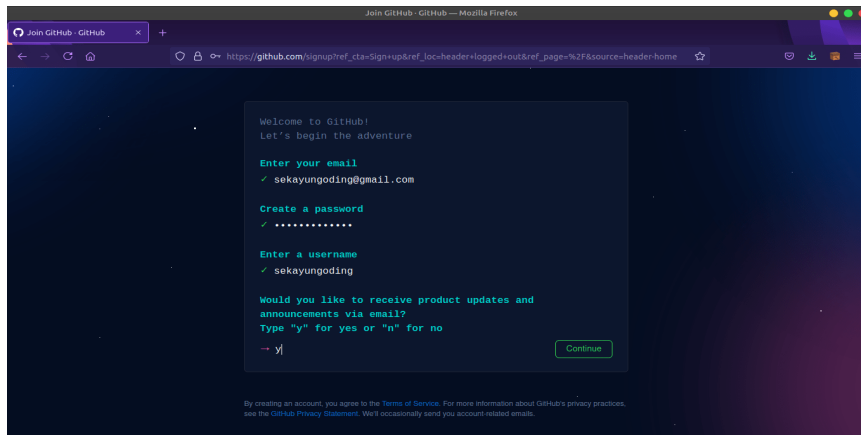 Join GitHub · GitHub — Mozilla Firefox
Join GitHub · GitHub
https://github.com/signup?ref_cta=Sign+up&ref_loc=header+logged+out&ref_page=%2F&source=header-home
Welcome to GitHub!
Let's begin the adventure
Enter your email
✓ sekayungoding@gmail.com
Create a password
✓ •••••••••••••
Enter a username
✓ sekayungoding
Would you like to receive product updates and
announcements via email?
Type "y" for yes or "n" for no
→ y
Continue
By creating an account, you agree to the Terms of Service. For more information about GitHub's privacy practices,
see the GitHub Privacy Statement. We'll occasionally send you account-related emails.